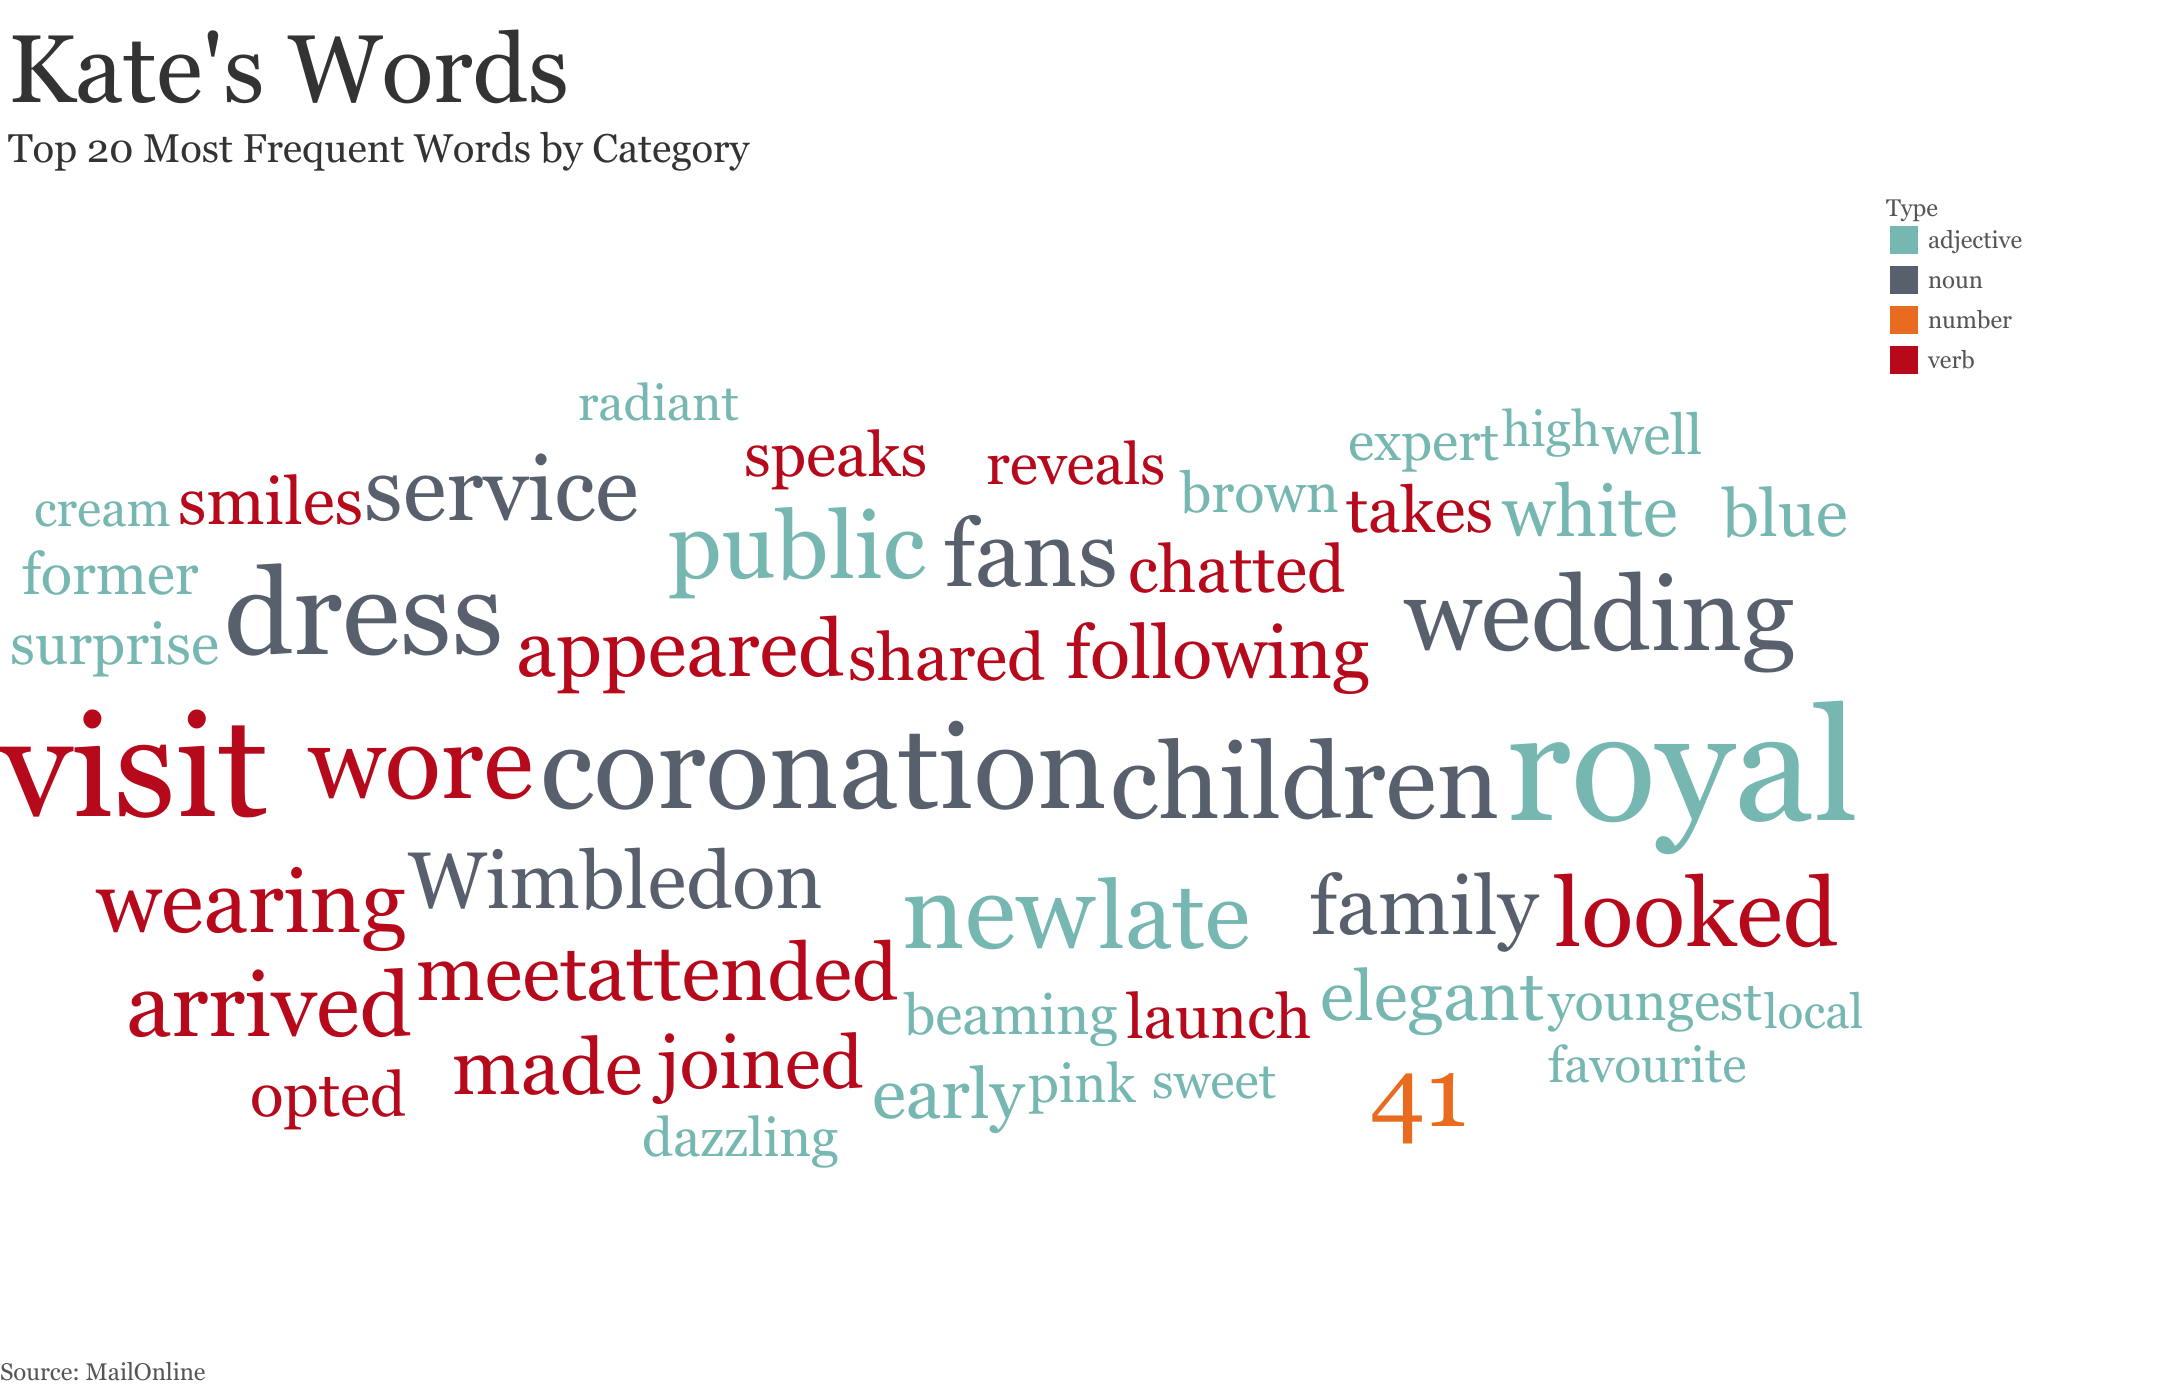 Kate's Words
Top 20 Most Frequent Words by Category
Type
adjective
noun
number
verb
radiant
speaks
reveals
expert
high
well
cream
smiles
service
brown
takes
white
blue
public
fans
chatted
former
surprise
dress
appeared
shared
following
wedding
visit
wore
coronation
children
royal
wearing
Wimbledon
new
late
family
looked
arrived
meet
attended
beaming
launch
elegant
youngest
local
opted
made
joined
early
pink
sweet
41
favourite
dazzling
Source: MailOnline